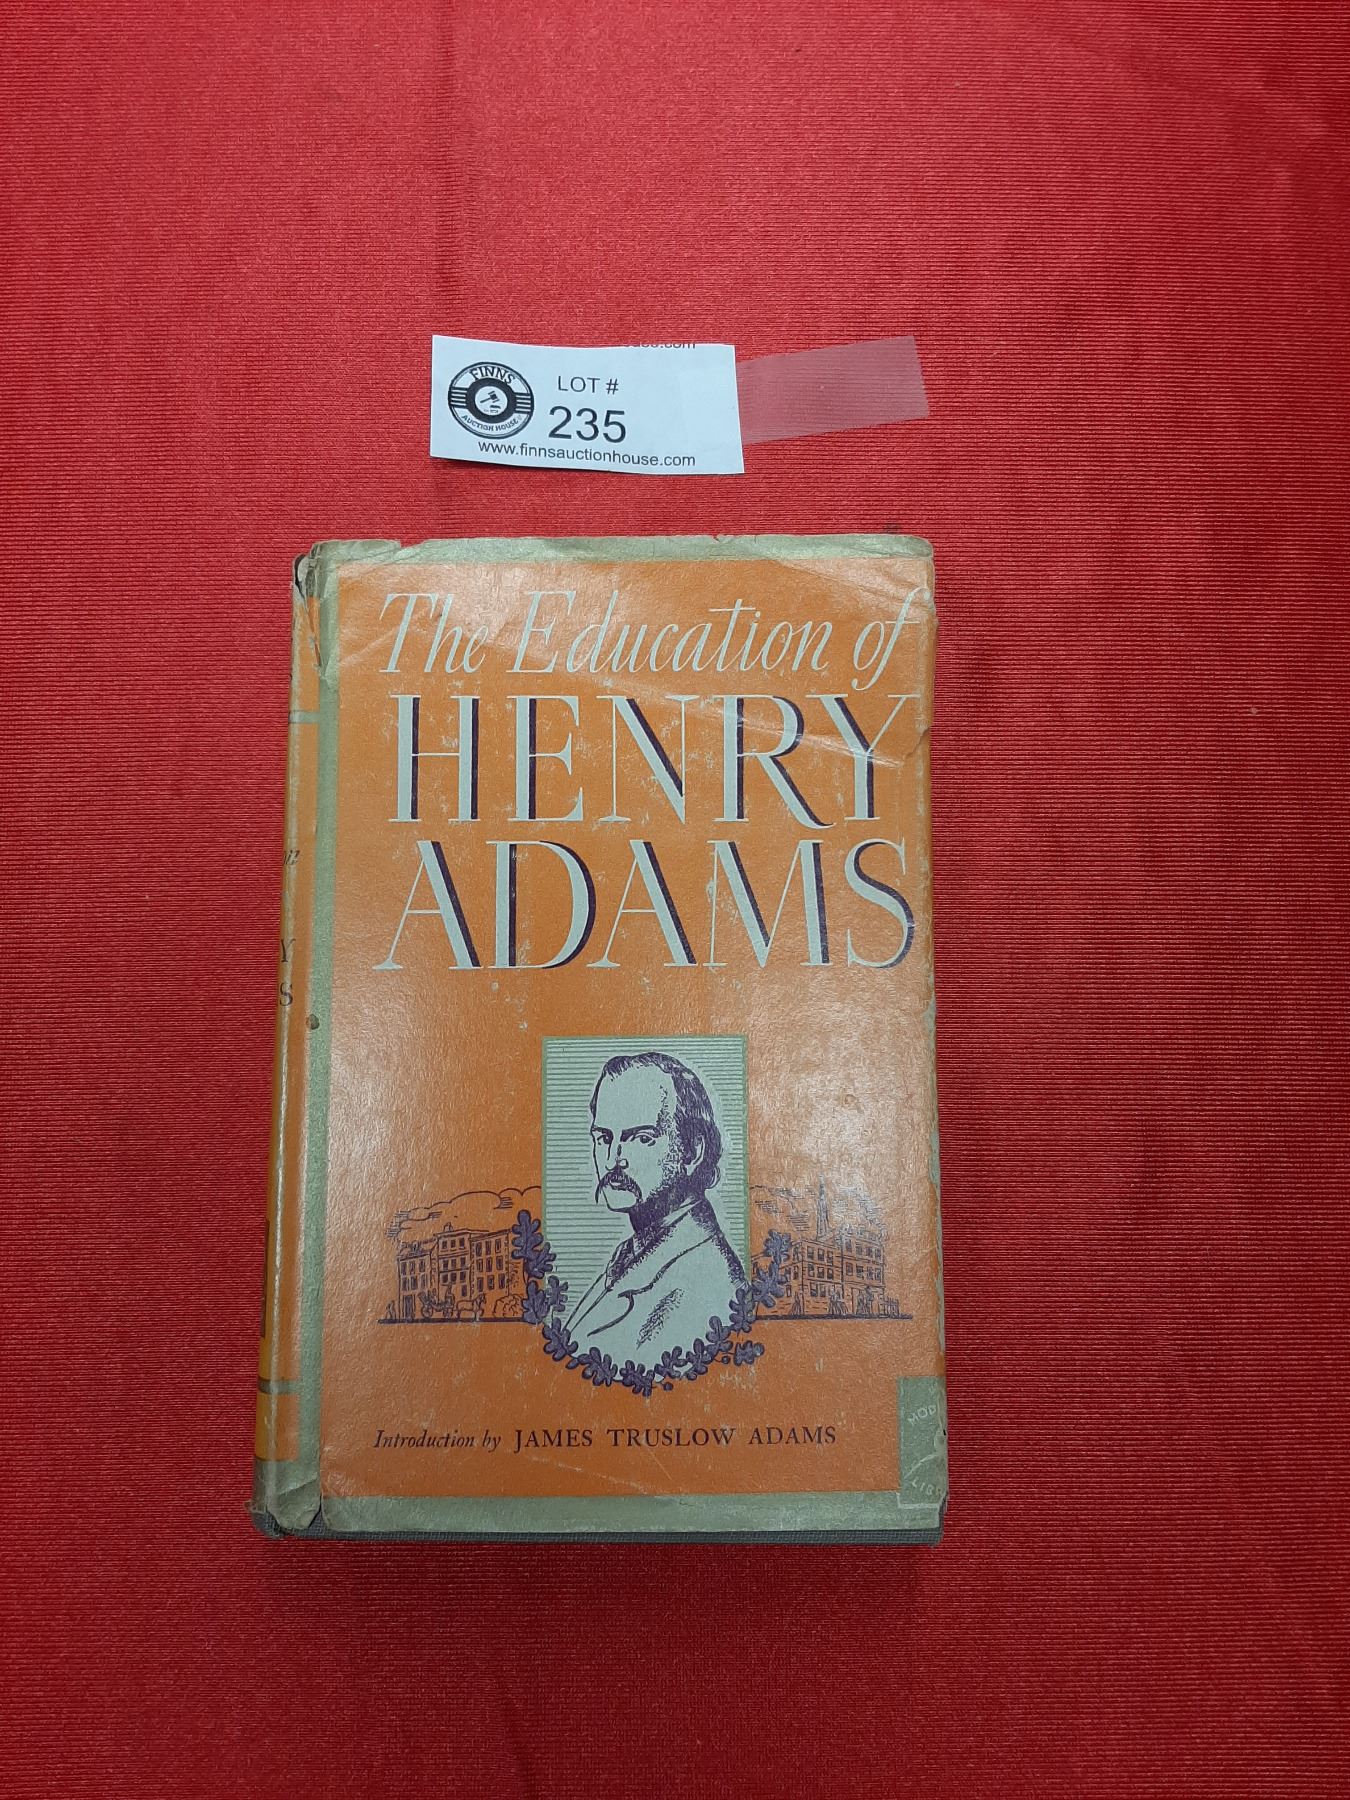 FINNS
AUCTION HOUSE
LOT #
235
www.finnsauctionhouse.com
The Education of
HENRY
ADAMS
Introduction by JAMES TRUSLOW ADAMS